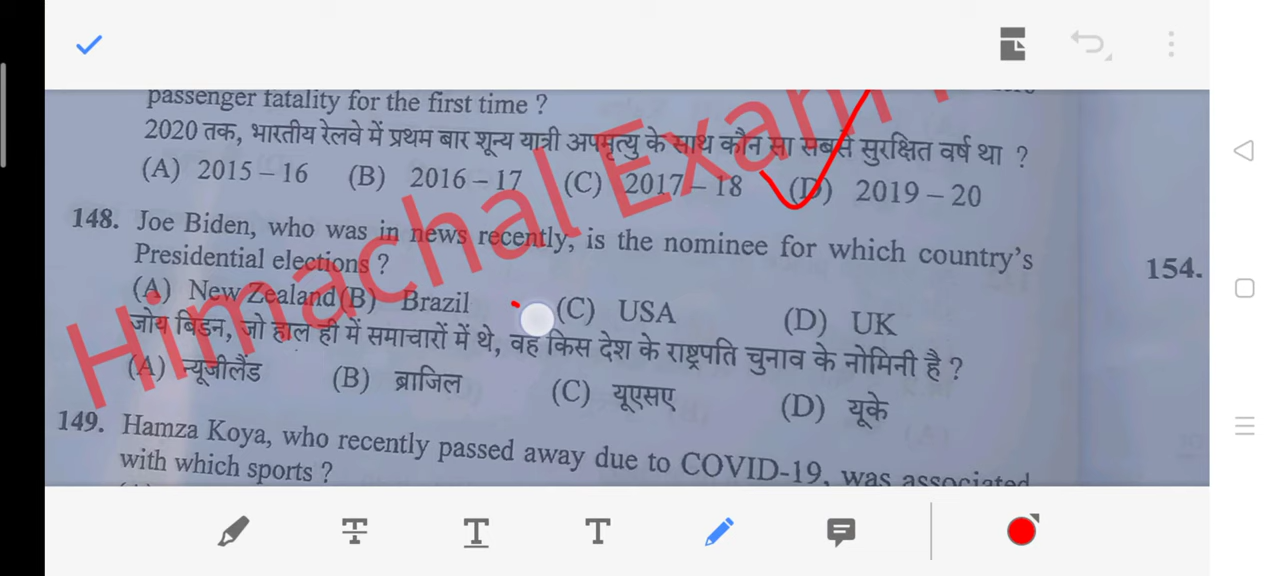 passenger fatality for the first time ?
2020 तक, भारतीय रेलवे में प्रथम बार शून्य यात्री अपमृत्यु के साथ कौन सा सबसे सुरक्षित वर्ष था ?
(A) 2015 – 16 (B) 2016 – 17 (C) 2017 – 18 (D) 2019 – 20
148. Joe Biden, who was in news recently, is the nominee for which country's
Presidential elections ?
(A) New Zealand (B) Brazil (C) USA (D) UK
जोय बिडन, जो हाल ही में समाचारों में थे, वह किस देश के राष्ट्रपति चुनाव के नोमिनी है ?
(A) न्यूजीलैंड (B) ब्राजिल (C) यूएसए (D) यूके
149. Hamza Koya, who recently passed away due to COVID-19, was associated
with which sports ?
154.
Himachal Exam
T T T